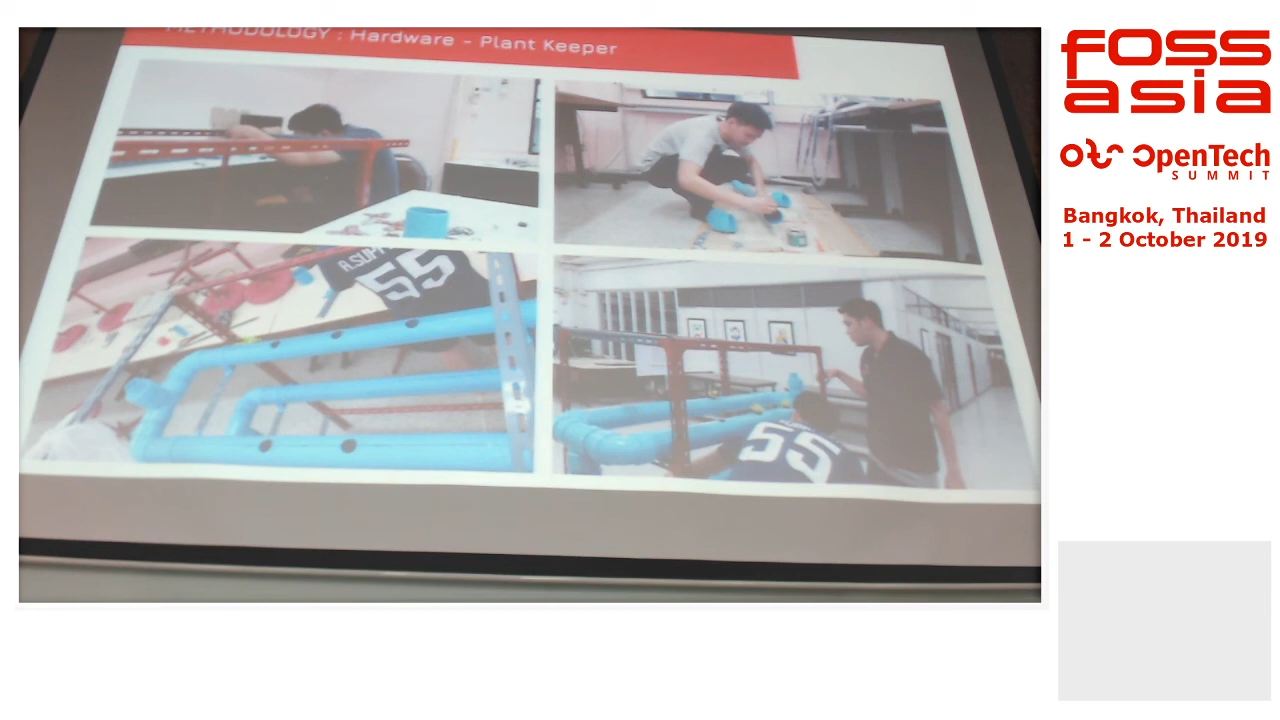 METHODOLOGY : Hardware - Plant Keeper
55
55
foss
asia
OpenTech
SUMMIT
Bangkok, Thailand
1 - 2 October 2019